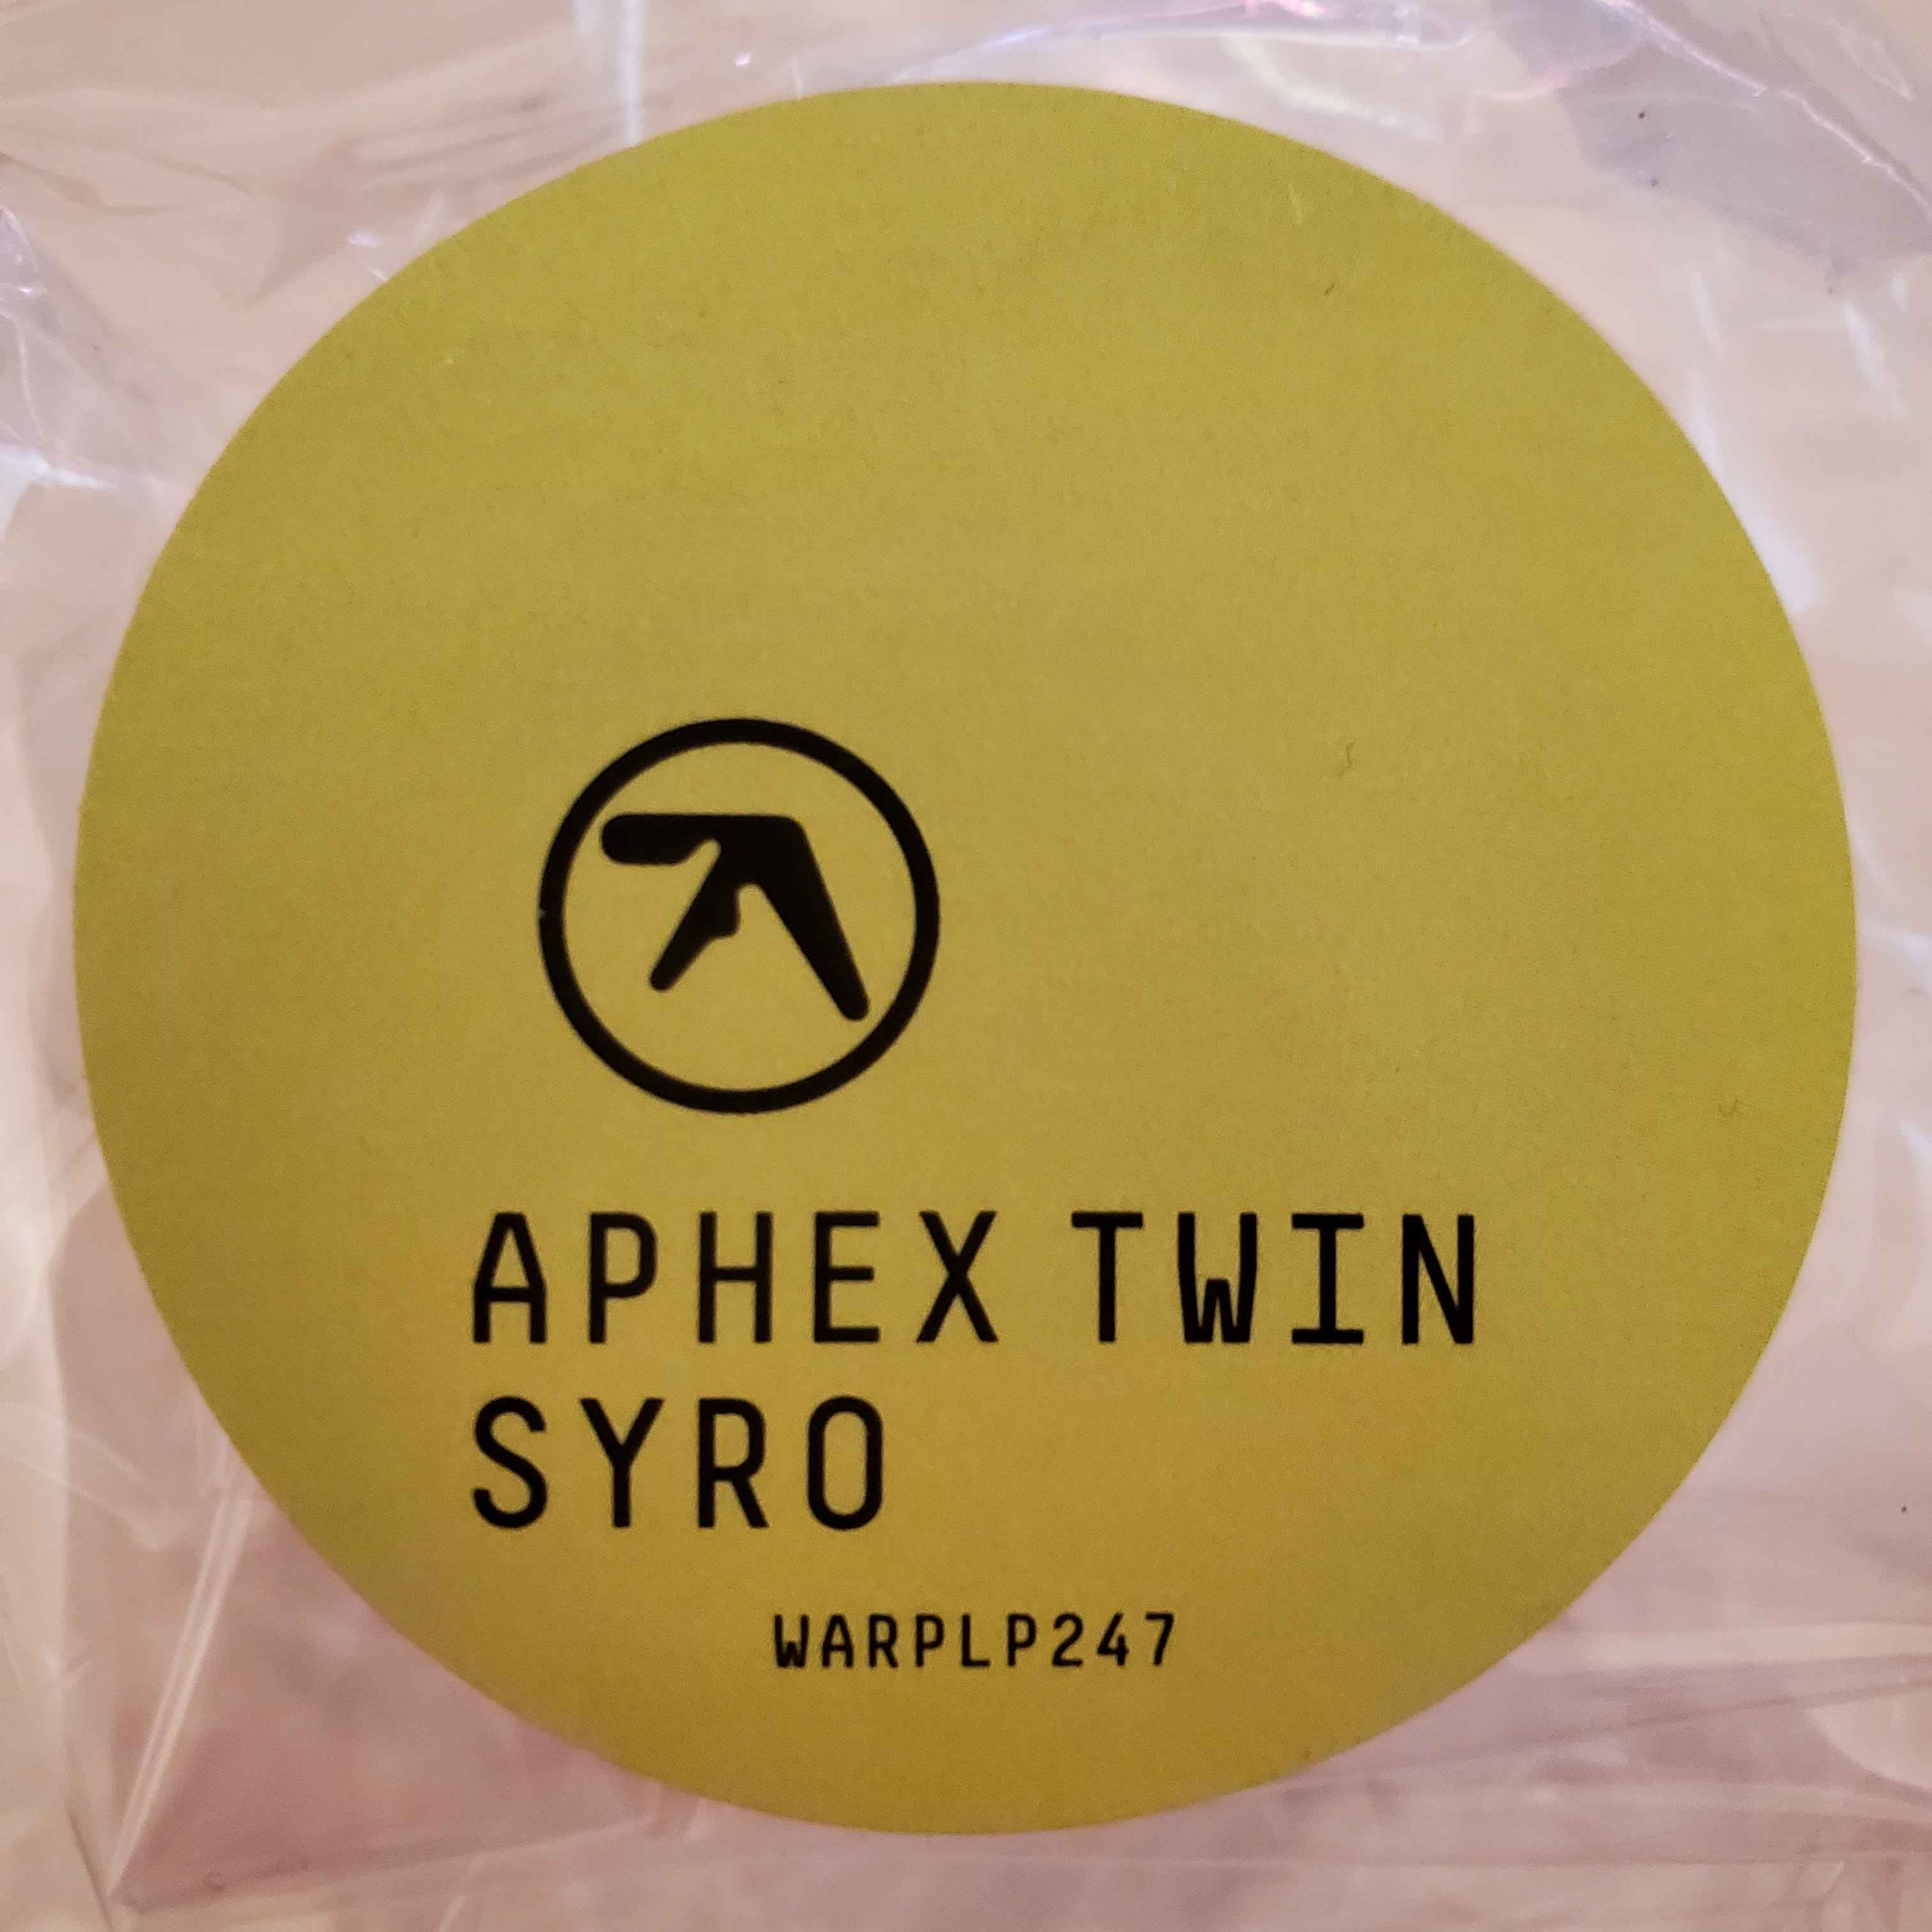 APHEX TWIN
SYRO
WARPLP247